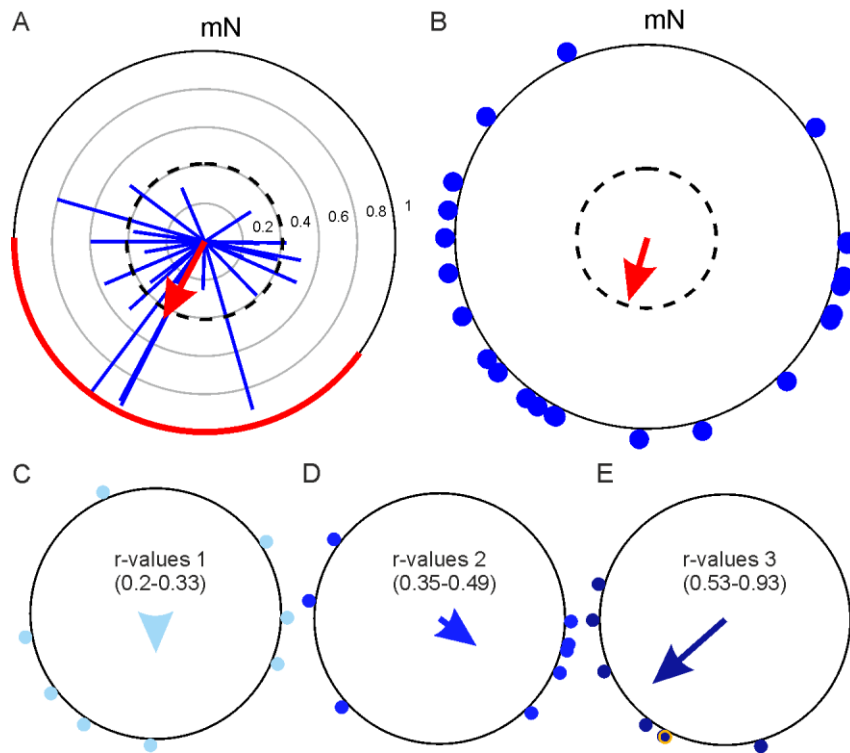 A
mN
0.2
0.4
0.6
0.8
1
B
mN
C
r-values 1
(0.2-0.33)
D
r-values 2
(0.35-0.49)
E
r-values 3
(0.53-0.93)